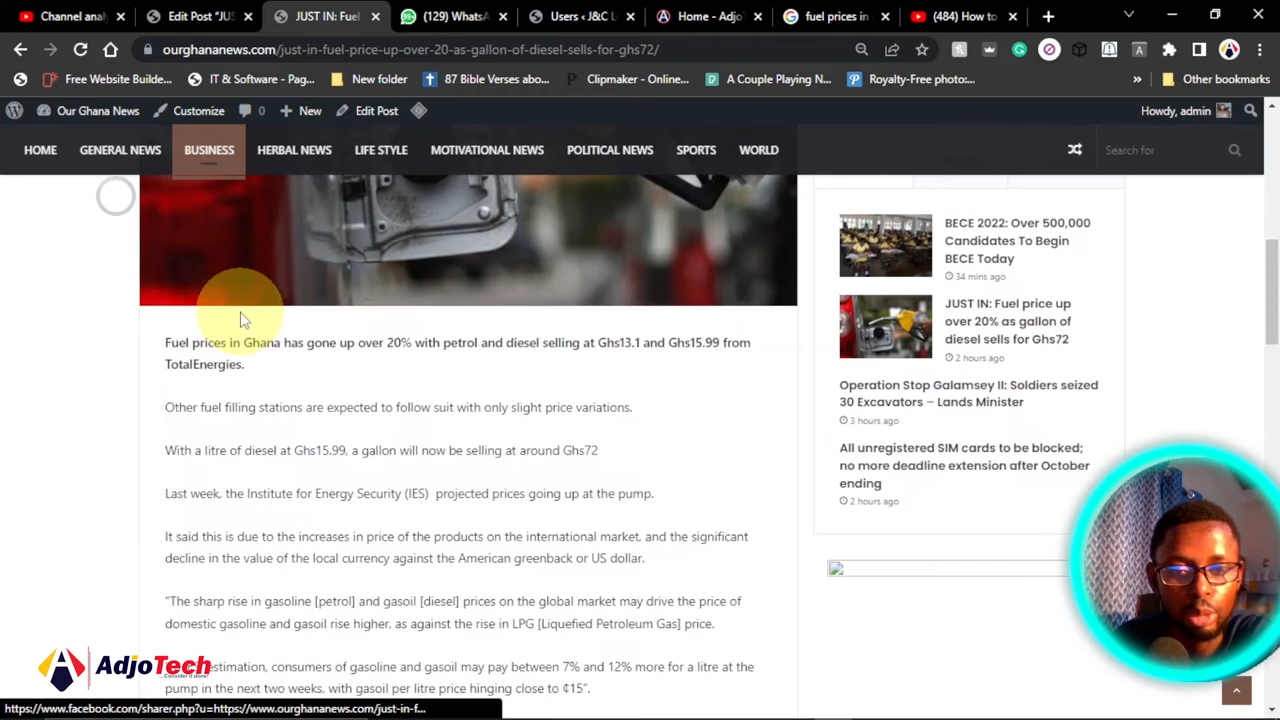 Channel analy
Edit Post "JUS
JUST IN: Fuel
(129) WhatsA
Users ‹ J&C L
Home - AdjoT
fuel prices in
(484) How to
ourghananews.com/just-in-fuel-price-up-over-20-as-gallon-of-diesel-sells-for-ghs72/
Free Website Builde...
IT & Software - Pag...
New folder
87 Bible Verses abo...
Clipmaker - Online...
A Couple Playing N...
Royalty-Free photo:...
»
Other bookmarks
Our Ghana News
Customize
0
New
Edit Post
Howdy, admin
HOME
GENERAL NEWS
BUSINESS
HERBAL NEWS
LIFE STYLE
MOTIVATIONAL NEWS
POLITICAL NEWS
SPORTS
WORLD
Search for
Fuel prices in Ghana has gone up over 20% with petrol and diesel selling at Ghs13.1 and Ghs15.99 from
TotalEnergies.
Other fuel filling stations are expected to follow suit with only slight price variations.
With a litre of diesel at Ghs15.99, a gallon will now be selling at around Ghs72
Last week, the Institute for Energy Security (IES) projected prices going up at the pump.
It said this is due to the increases in price of the products on the international market, and the significant
decline in the value of the local currency against the American greenback or US dollar.
"The sharp rise in gasoline [petrol] and gasoil [diesel] prices on the global market may drive the price of
domestic gasoline and gasoil rise higher, as against the rise in LPG [Liquefied Petroleum Gas] price.
estimation, consumers of gasoline and gasoil may pay between 7% and 12% more for a litre at the
pump in the next two weeks, with gasoil per litre price hinging close to ¢15".
BECE 2022: Over 500,000
Candidates To Begin
BECE Today
34 mins ago
JUST IN: Fuel price up
over 20% as gallon of
diesel sells for Ghs72
2 hours ago
Operation Stop Galamsey II: Soldiers seized
30 Excavators – Lands Minister
3 hours ago
All unregistered SIM cards to be blocked;
no more deadline extension after October
ending
2 hours ago
AdjoTech
...Consider it done!
https://www.facebook.com/sharer.php?u=https://www.ourghananews.com/just-in-f...